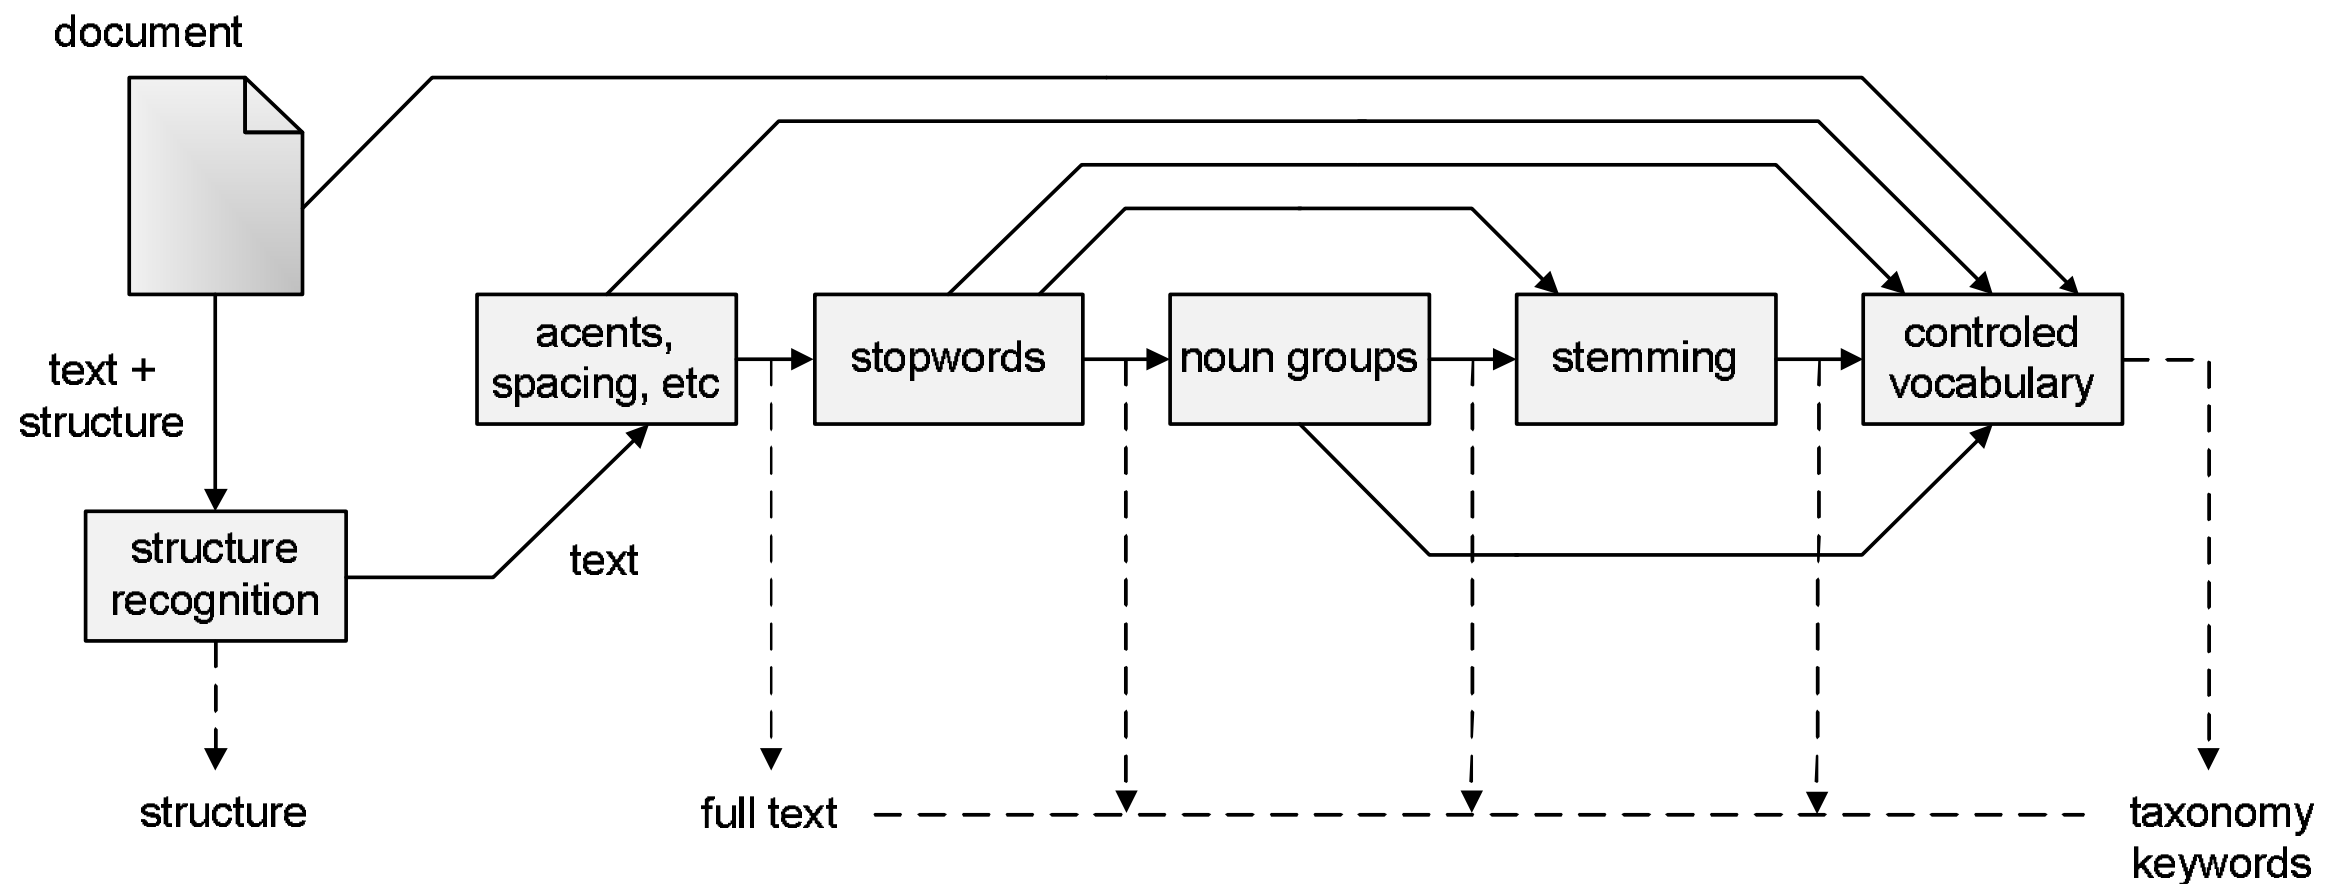 document
text +
structure
structure
recognition
structure
text
acents,
spacing, etc
stopwords
noun groups
stemming
controled
vocabulary
full text
taxonomy
keywords